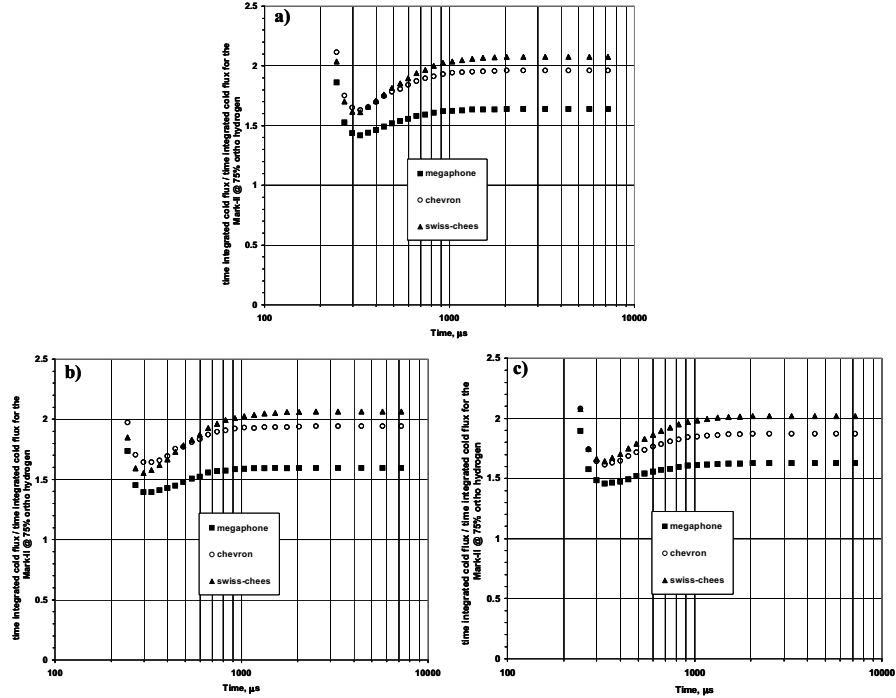 a)
time integrated cold flux / time integrated cold flux for the
Mark-II @ 75% ortho hydrogen
2.5
2
1.5
1
0.5
0
megaphone
chevron
swiss-chees
100
1000
10000
Time, µs
b)
time integrated cold flux / time integrated cold flux for the
Mark-II @ 75% ortho hydrogen
2.5
2
1.5
1
0.5
0
megaphone
chevron
swiss-chees
100
1000
10000
Time, µs
c)
time integrated cold flux / time integrated cold flux for the
Mark-II @ 75% ortho hydrogen
2.5
2
1.5
1
0.5
0
megaphone
chevron
swiss-chees
100
1000
10000
Time, µs